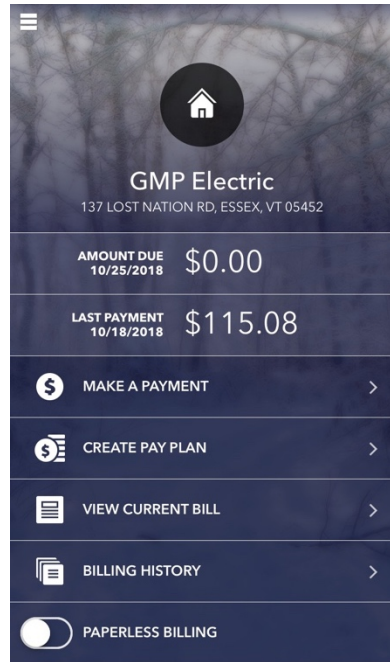 GMP Electric
137 LOST NATION RD, ESSEX, VT 05452
AMOUNT DUE
10/25/2018
$0.00
LAST PAYMENT
10/18/2018
$115.08
MAKE A PAYMENT
CREATE PAY PLAN
VIEW CURRENT BILL
BILLING HISTORY
PAPERLESS BILLING